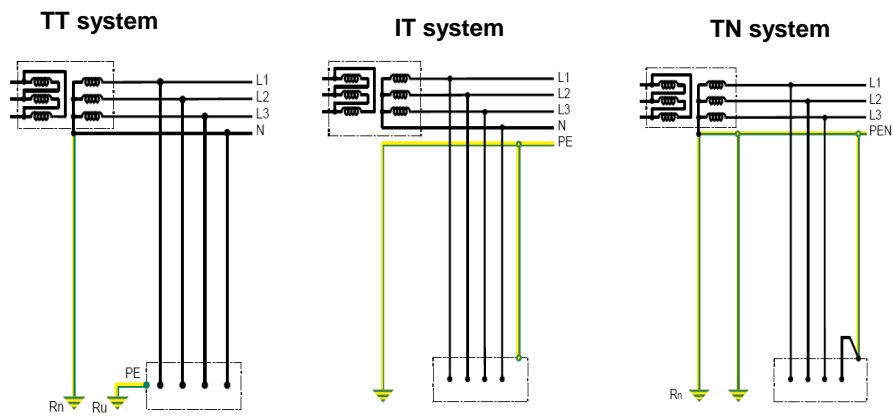 TT system
L1
L2
L3
N
PE
Rn
Ru
IT system
L1
L2
L3
N
PE
TN system
L1
L2
L3
PEN
Rn